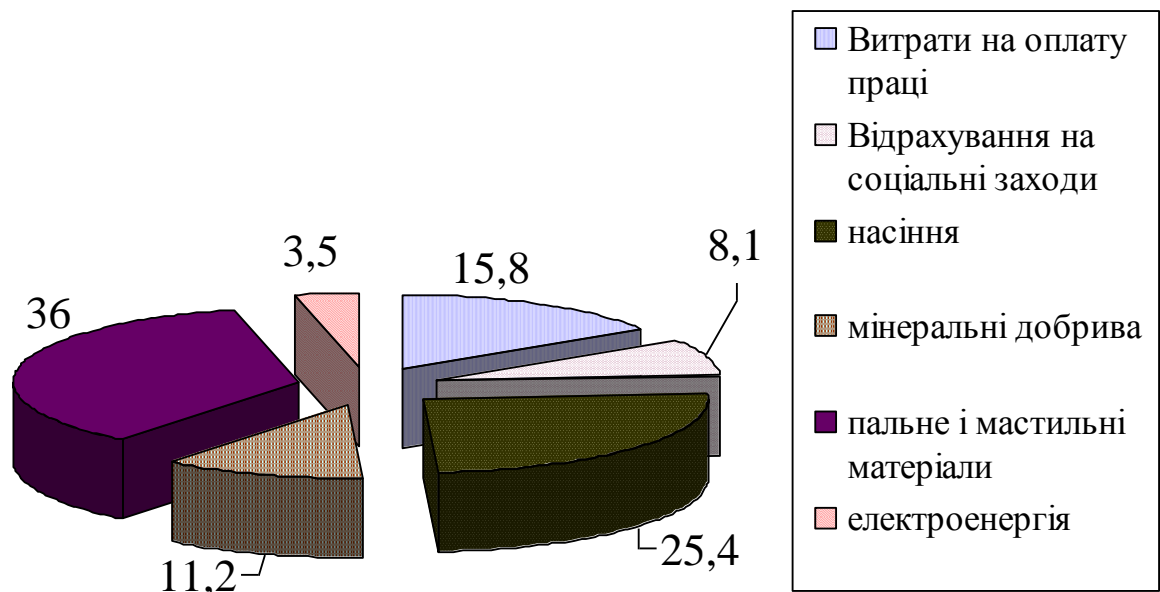 3,5
15,8
8,1
36
25,4
11,2
Витрати на оплату
праці
Відрахування на
соціальні заходи
насіння
мінеральні добрива
пальне і мастильні
матеріали
електроенергія